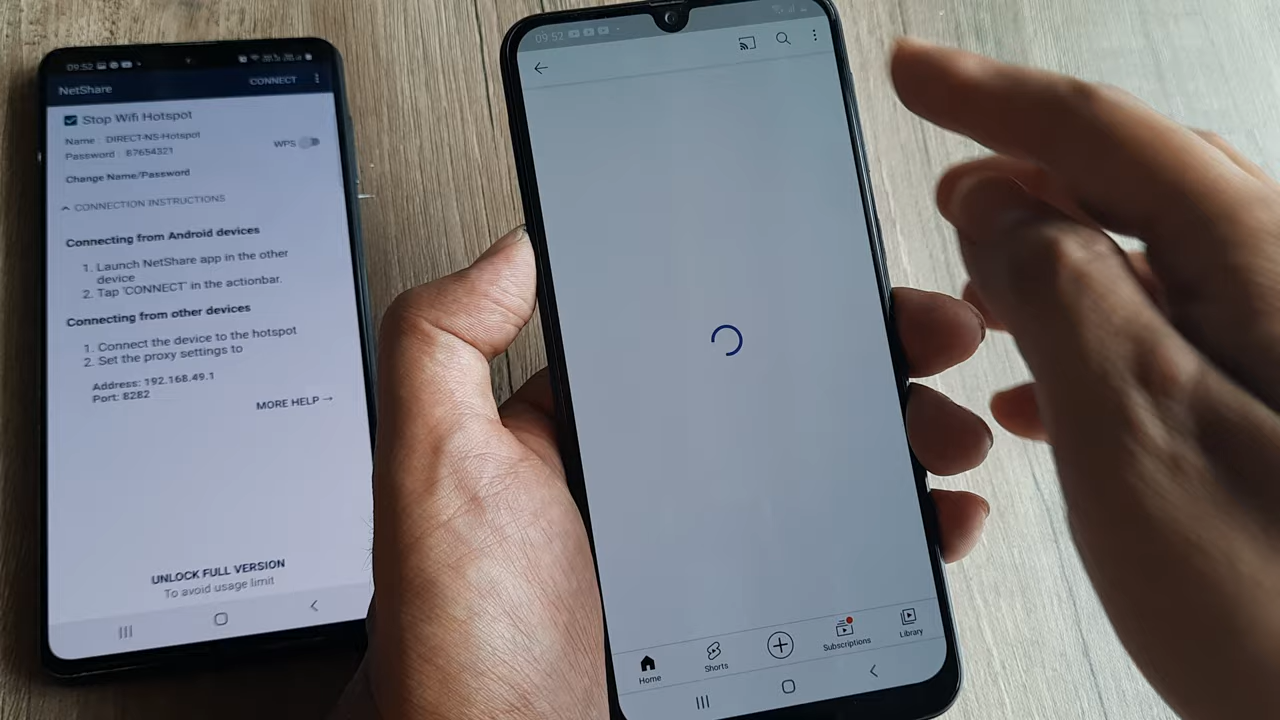 09:52
NetShare
CONNECT
Stop Wifi Hotspot
Name : DIRECT-NS-Hotspot
Password : 87654321
WPS
Change Name/Password
CONNECTION INSTRUCTIONS
Connecting from Android devices
1. Launch NetShare app in the other
device
2. Tap 'CONNECT' in the actionbar.
Connecting from other devices
1. Connect the device to the hotspot
2. Set the proxy settings to
Address: 192.168.49.1
Port: 8282
MORE HELP →
UNLOCK FULL VERSION
To avoid usage limit
09:52
Home
Shorts
Subscriptions
Library